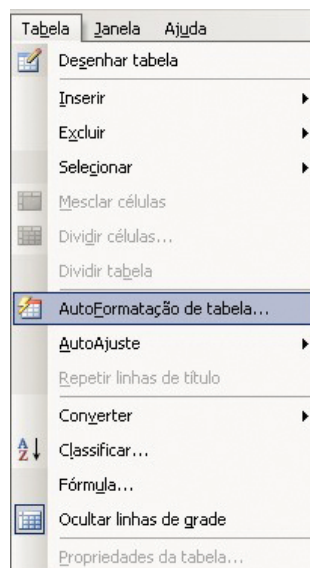 Tabela Janela Ajuda
Desenhar tabela
Inserir
Excluir
Selecionar
Mesclar células
Dividir células...
Dividir tabela
AutoFormatação de tabela...
AutoAjuste
Repetir linhas de título
Converter
Classificar...
Fórmula...
Ocultar linhas de grade
Propriedades da tabela...